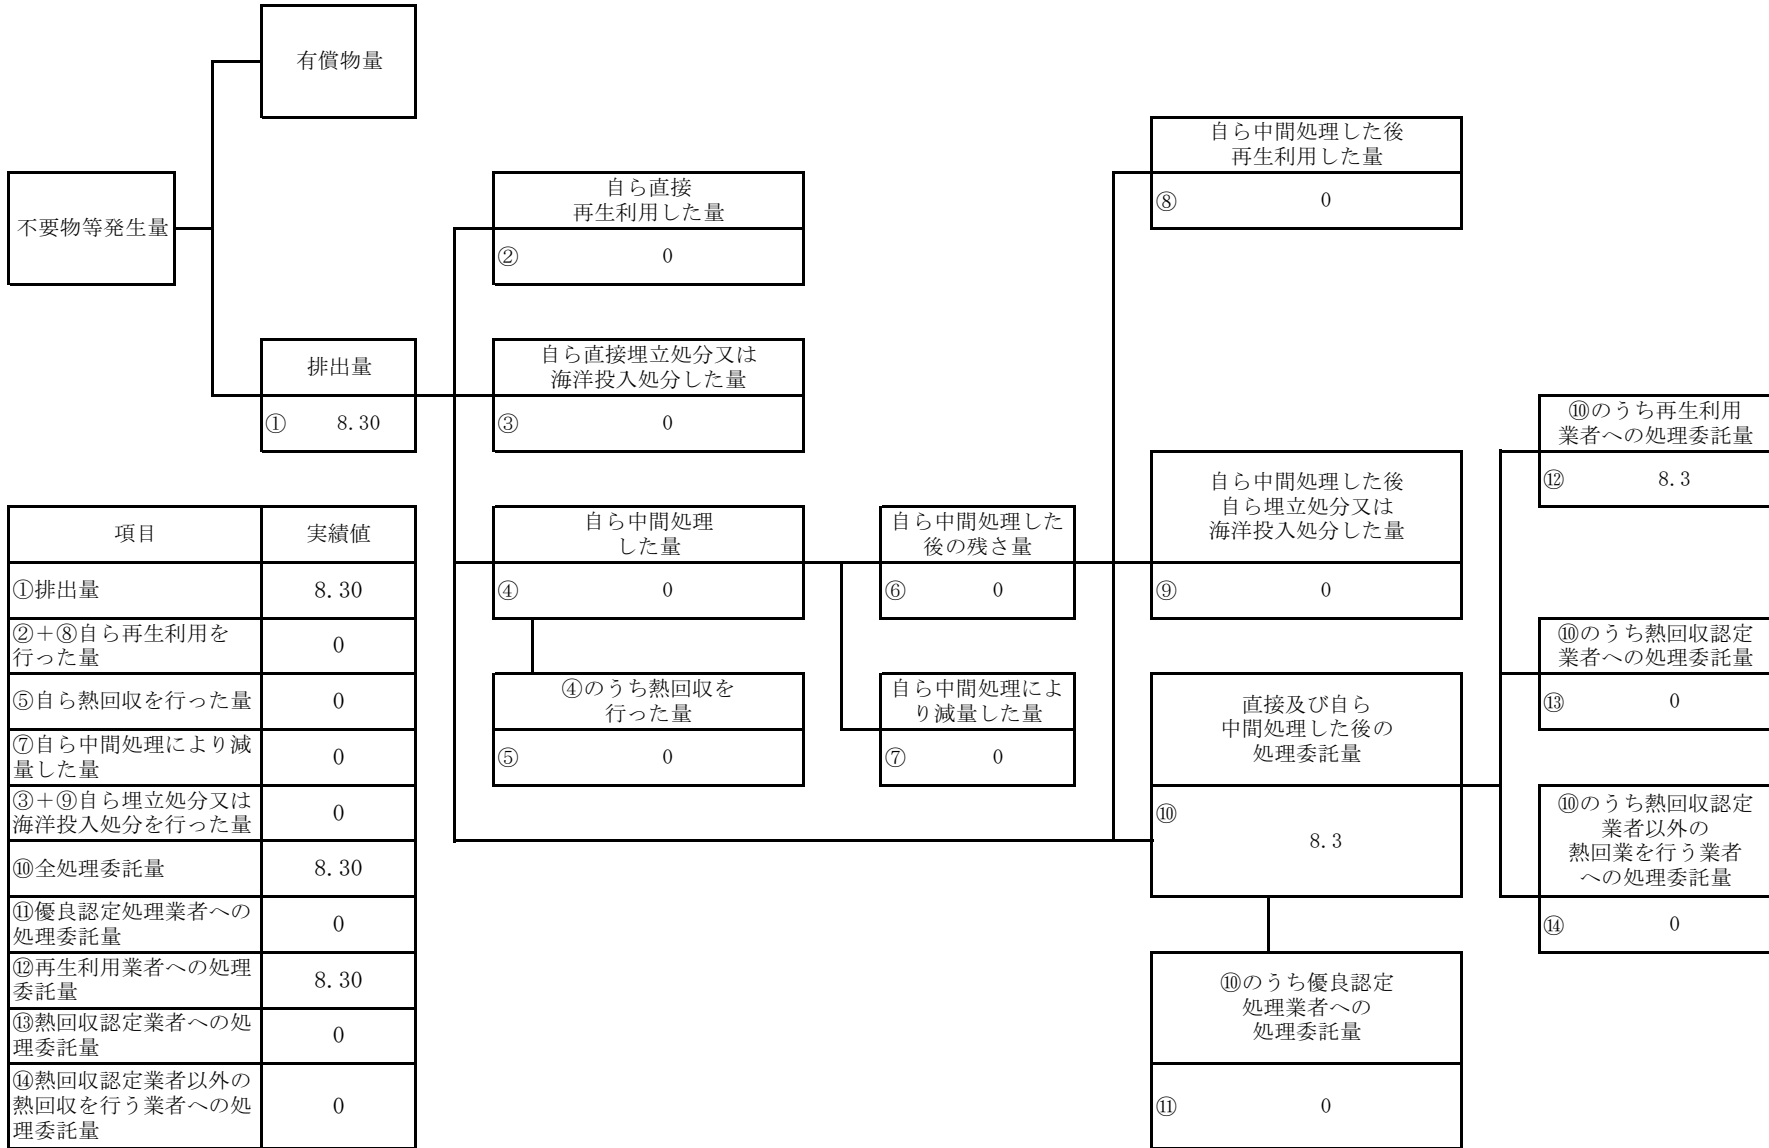 有償物量
不要物等発生量
排出量
① 8.30
自ら直接
再生利用した量
② 0
自ら直接埋立処分又は
海洋投入処分した量
③ 0
自ら中間処理
した量
④ 0
④のうち熱回収を
行った量
⑤ 0
自ら中間処理した
後の残さ量
⑥ 0
自ら中間処理によ
り減量した量
⑦ 0
自ら中間処理した後
再生利用した量
⑧ 0
自ら中間処理した後
自ら埋立処分又は
海洋投入処分した量
⑨ 0
直接及び自ら
中間処理した後の
処理委託量
⑩
8.3
⑩のうち優良認定
処理業者への
処理委託量
⑪ 0
⑩のうち再生利用
業者への処理委託量
⑫ 8.3
⑩のうち熱回収認定
業者への処理委託量
⑬ 0
⑩のうち熱回収認定
業者以外の
熱回業を行う業者
への処理委託量
⑭ 0
項目 実績値
①排出量 8.30
②+⑧自ら再生利用を
行った量 0
⑤自ら熱回収を行った量 0
⑦自ら中間処理により減
量した量 0
③+⑨自ら埋立処分又は
海洋投入処分を行った量 0
⑩全処理委託量 8.30
⑪優良認定処理業者への
処理委託量 0
⑫再生利用業者への処理
委託量 8.30
⑬熱回収認定業者への処
理委託量 0
⑭熱回収認定業者以外の
熱回収を行う業者への処
理委託量 0